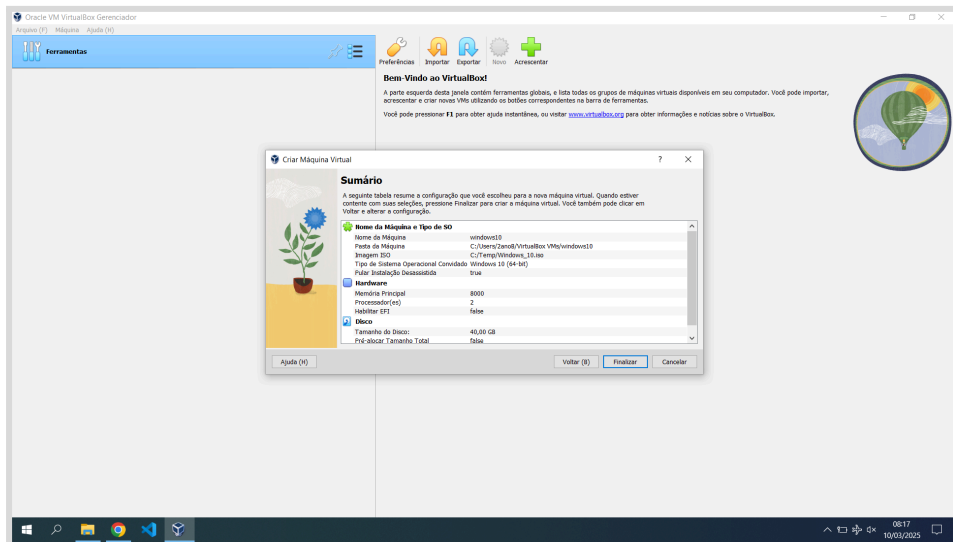 Oracle VM VirtualBox Gerenciador
Arquivo (F) Máquina Ajuda (H)
Ferramentas
Preferências Importar Exportar Novo Acrescentar
Bem-Vindo ao VirtualBox!
A parte esquerda desta janela contém ferramentas globais, e lista todas os grupos de máquinas virtuais disponíveis em seu computador. Você pode importar,
acrescentar e criar novas VMs utilizando os botões correspondentes na barra de ferramentas.
Você pode pressionar F1 para obter ajuda instantânea, ou visitar www.virtualbox.org para obter informações e notícias sobre o VirtualBox.
Criar Máquina Virtual
Sumário
A seguinte tabela resume a configuração que você escolheu para a nova máquina virtual. Quando estiver
contente com suas seleções, pressione Finalizar para criar a máquina virtual. Você também pode clicar em
Voltar e alterar a configuração.
Nome da Máquina e Tipo de SO
Nome da Máquina windows10
Pasta da Máquina C:/Users/2anoB/VirtualBox VMs/windows10
Imagem ISO C:/Temp/Windows_10.iso
Tipo de Sistema Operacional Convidado Windows 10 (64-bit)
Pular Instalação Desassistida true
Hardware
Memória Principal 8000
Processador(es) 2
Habilitar EFI false
Disco
Tamanho do Disco: 40,00 GB
Pré-alocar Tamanho Total false
Ajuda (H) Voltar (B) Finalizar Cancelar
08:17
10/03/2025